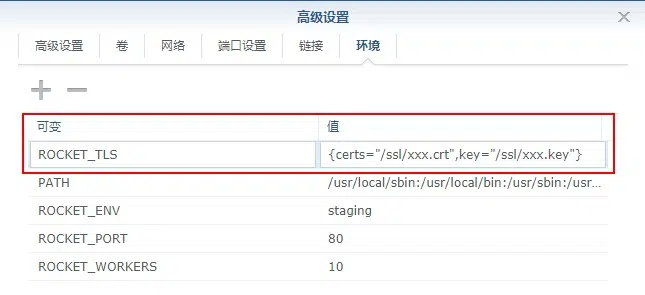 高级设置
高级设置 卷 网络 端口设置 链接 环境
可变 值
ROCKET_TLS {certs="/ssl/xxx.crt",key="/ssl/xxx.key"}
PATH /usr/local/sbin:/usr/local/bin:/usr/sbin:/usr...
ROCKET_ENV staging
ROCKET_PORT 80
ROCKET_WORKERS 10